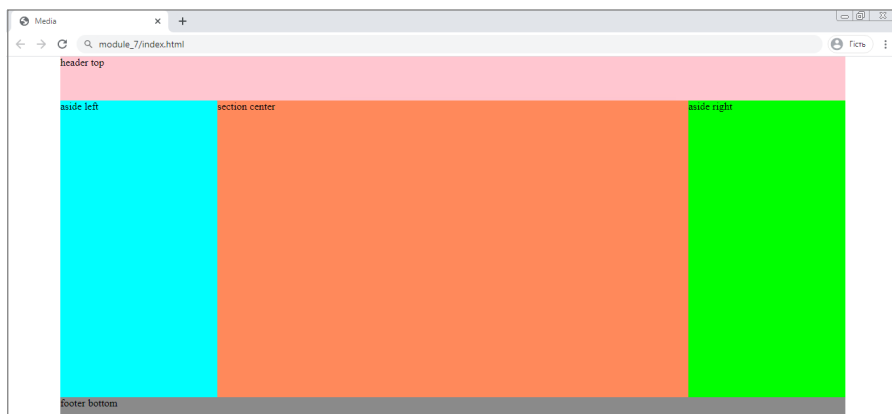 Media
module_7/index.html
Гість
header top
aside left
section center
aside right
footer bottom